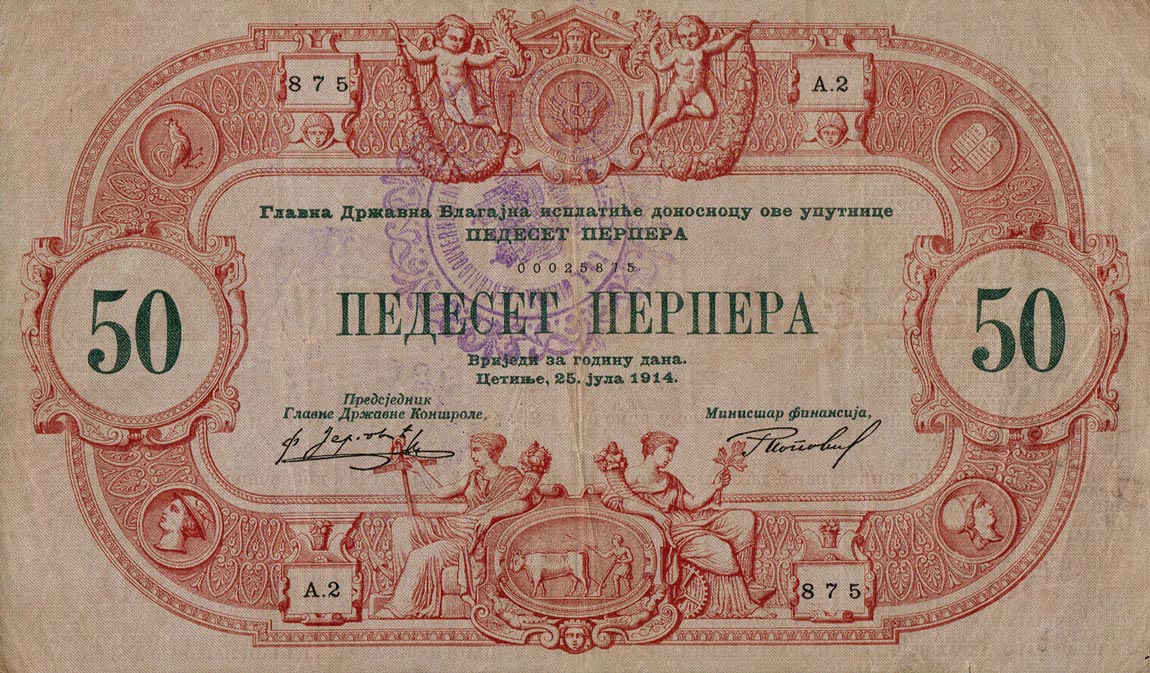 875
А.2
Главна Државна Благајна исплатиће доносиоцу ове упутнице
ПЕДЕСЕТ ПЕРПЕРА
00025875
50
ПЕДЕСЕТ ПЕРПЕРА
50
Вриједи за годину дана.
Цетиње, 25. јула 1914.
Предсједник
Главне Државне Контроле,
Министар финансија,
А.2
875